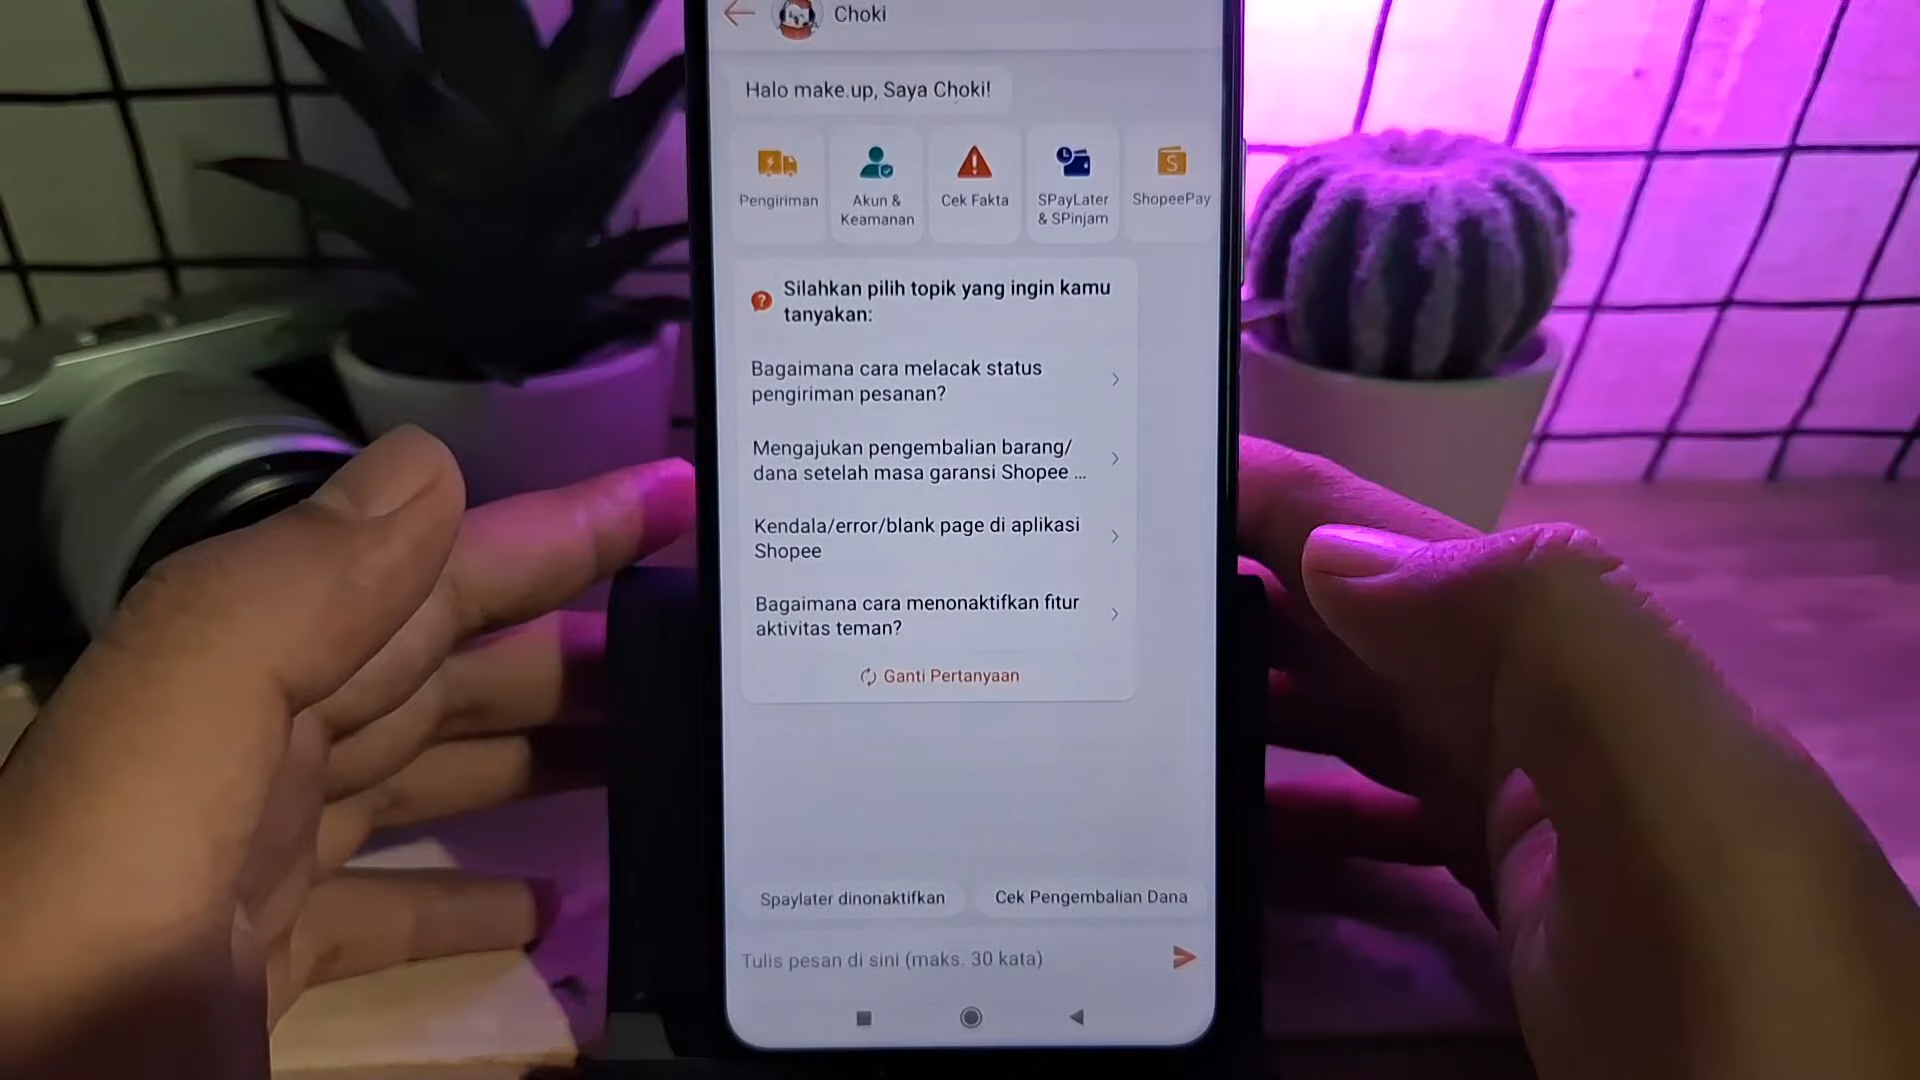 Choki
Halo make.up, Saya Choki!
Pengiriman
Akun &
Keamanan
Cek Fakta
SPayLater
& SPinjam
ShopeePay
Silahkan pilih topik yang ingin kamu
tanyakan:
Bagaimana cara melacak status
pengiriman pesanan?
Mengajukan pengembalian barang/
dana setelah masa garansi Shopee ...
Kendala/error/blank page di aplikasi
Shopee
Bagaimana cara menonaktifkan fitur
aktivitas teman?
Ganti Pertanyaan
Spaylater dinonaktifkan
Cek Pengembalian Dana
Tulis pesan di sini (maks. 30 kata)